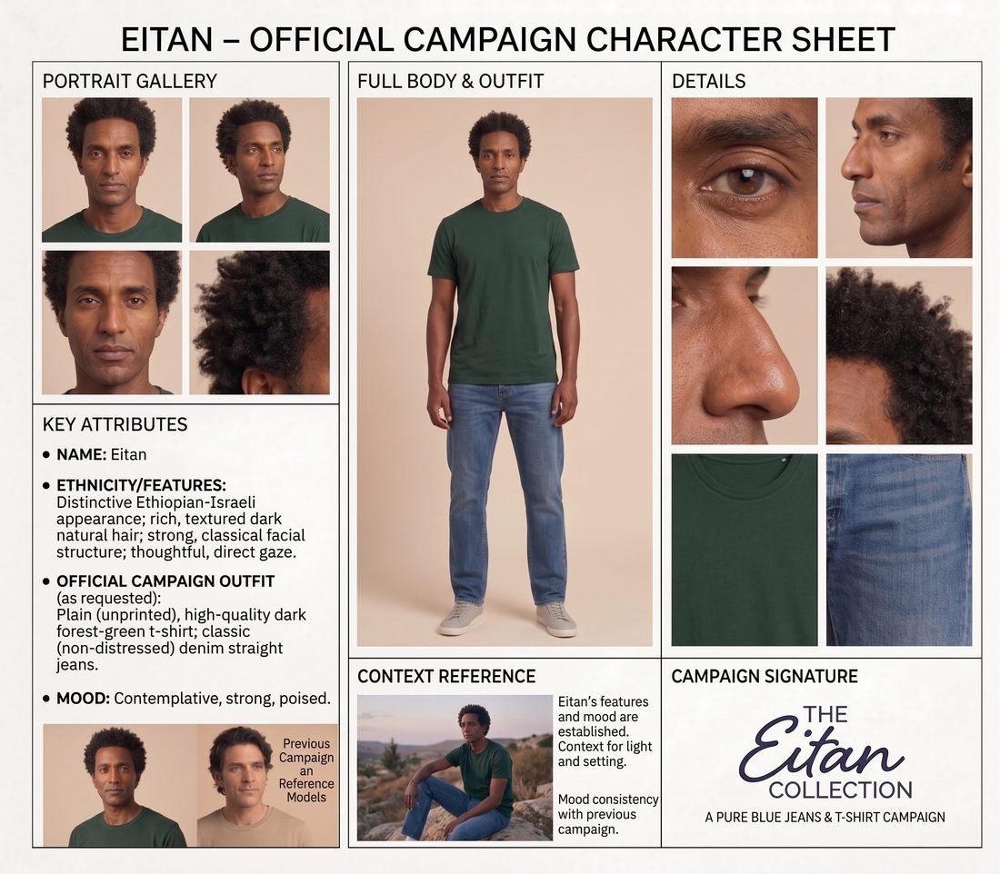 EITAN – OFFICIAL CAMPAIGN CHARACTER SHEET
PORTRAIT GALLERY
KEY ATTRIBUTES
• NAME: Eitan
• ETHNICITY/FEATURES:
Distinctive Ethiopian-Israeli
appearance; rich, textured dark
natural hair; strong, classical facial
structure; thoughtful, direct gaze.
• OFFICIAL CAMPAIGN OUTFIT
(as requested):
Plain (unprinted), high-quality dark
forest-green t-shirt; classic
(non-distressed) denim straight
jeans.
• MOOD: Contemplative, strong, poised.
Previous
Campaign
an
Reference
Models
FULL BODY & OUTFIT
CONTEXT REFERENCE
Eitan’s features
and mood are
established.
Context for light
and setting.
Mood consistency
with previous
campaign.
DETAILS
CAMPAIGN SIGNATURE
THE
Eitan
COLLECTION
A PURE BLUE JEANS & T-SHIRT CAMPAIGN